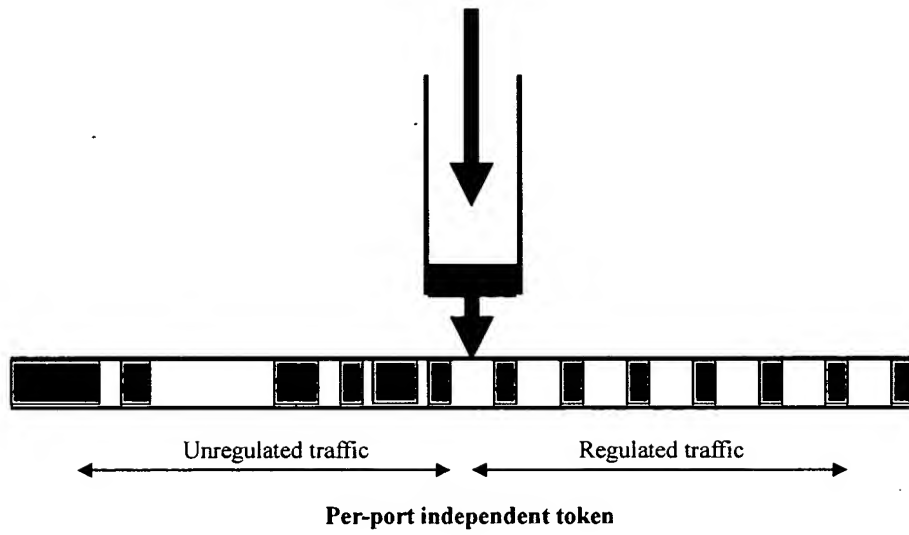 Unregulated traffic
Regulated traffic
Per-port independent token